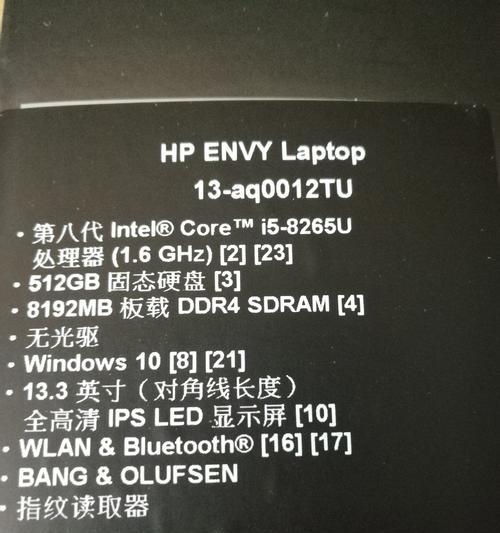 HP ENVY Laptop
13-aq0012TU
• 第八代 Intel® Core™ i5-8265U
处理器 (1.6 GHz) [2] [23]
• 512GB 固态硬盘 [3]
• 8192MB 板载 DDR4 SDRAM [4]
• 无光驱
• Windows 10 [8] [21]
• 13.3 英寸（对角线长度）
全高清 IPS LED 显示屏 [10]
• WLAN & Bluetooth® [16] [17]
• BANG & OLUFSEN
• 指纹读取器